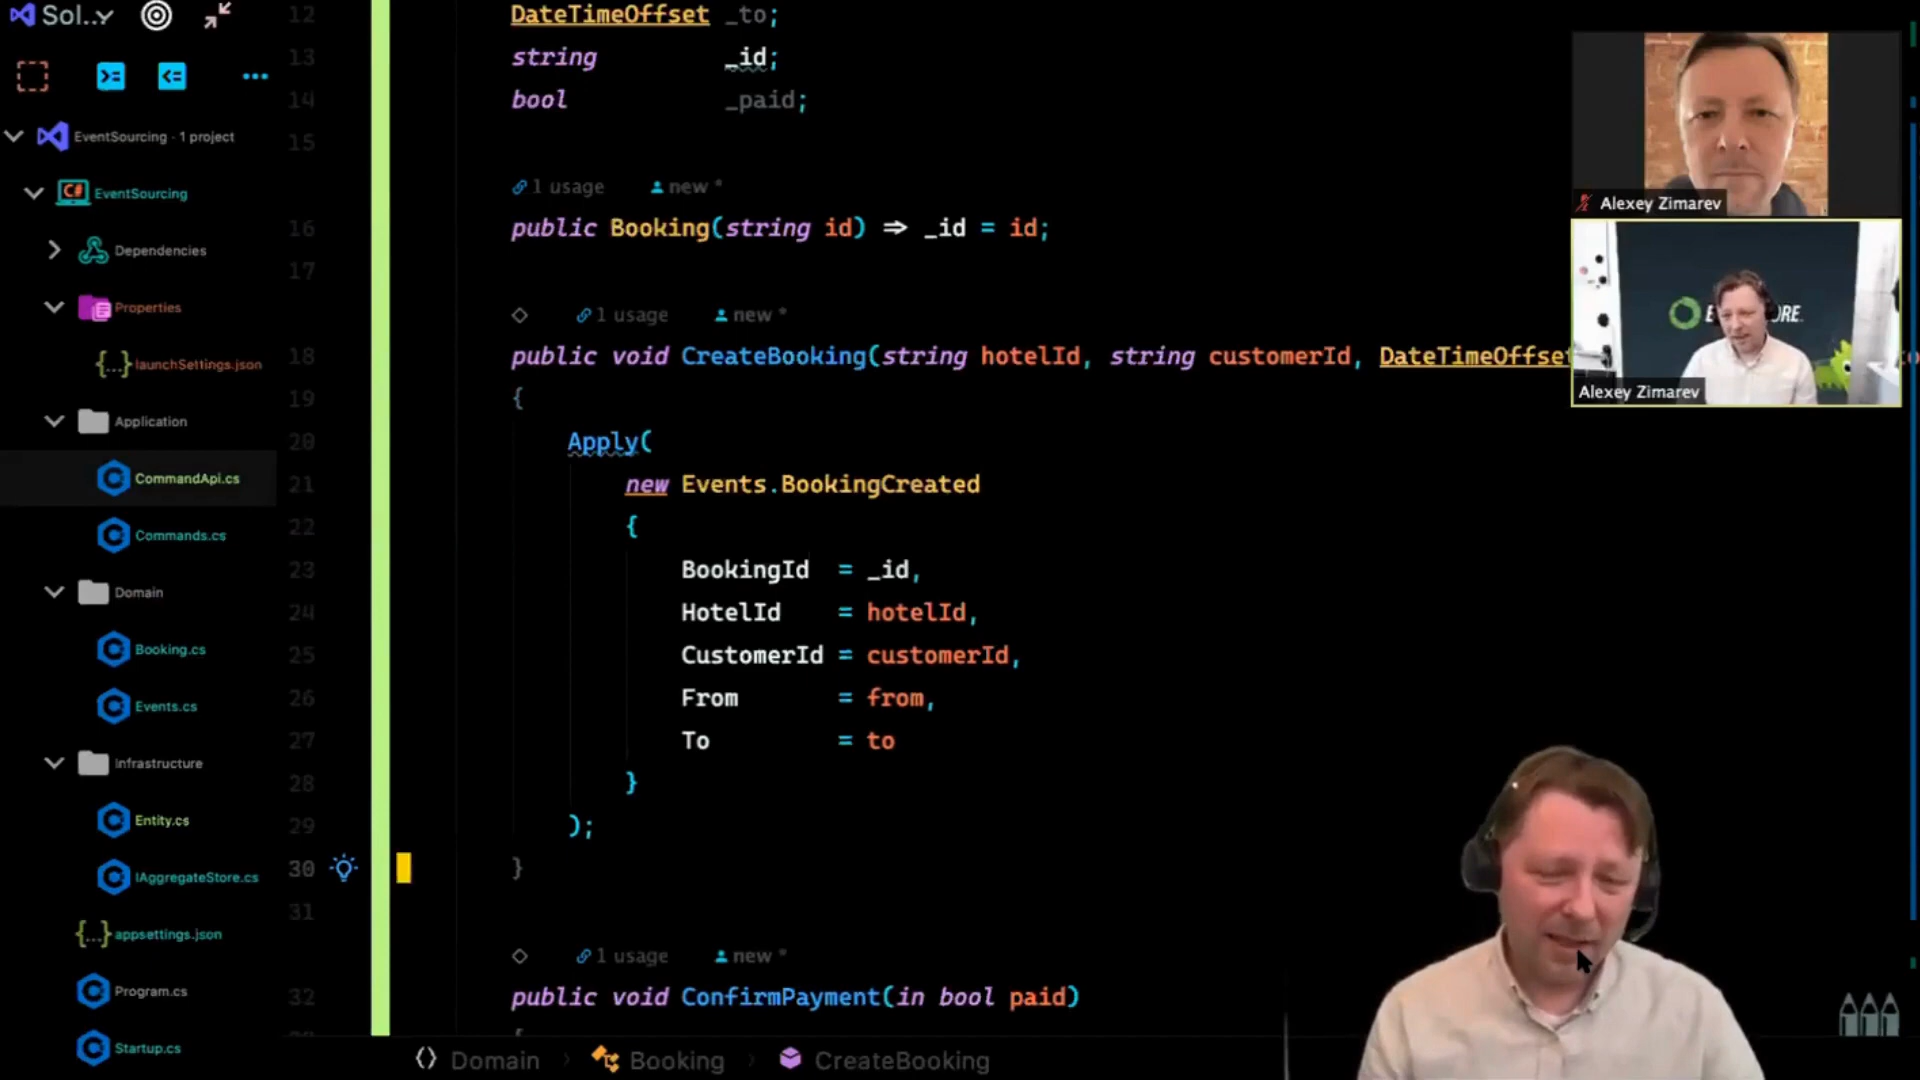 Sol...
EventSourcing · 1 project
EventSourcing
Dependencies
Properties
{...} launchSettings.json
Application
CommandApi.cs
Commands.cs
Domain
Booking.cs
Events.cs
Infrastructure
Entity.cs
IAggregateStore.cs
{...} appsettings.json
Program.cs
Startup.cs
12 DateTimeOffset _to;
13 string _id;
14 bool _paid;
15
1 usage new *
16 public Booking(string id) => _id = id;
17
1 usage new *
18 public void CreateBooking(string hotelId, string customerId, DateTimeOffset
19 {
20 Apply(
21 new Events.BookingCreated
22 {
23 BookingId = _id,
24 HotelId = hotelId,
25 CustomerId = customerId,
26 From = from,
27 To = to
28 }
29 );
30 }
31
1 usage new *
32 public void ConfirmPayment(in bool paid)
{
Domain > Booking > CreateBooking
Alexey Zimarev
Alexey Zimarev